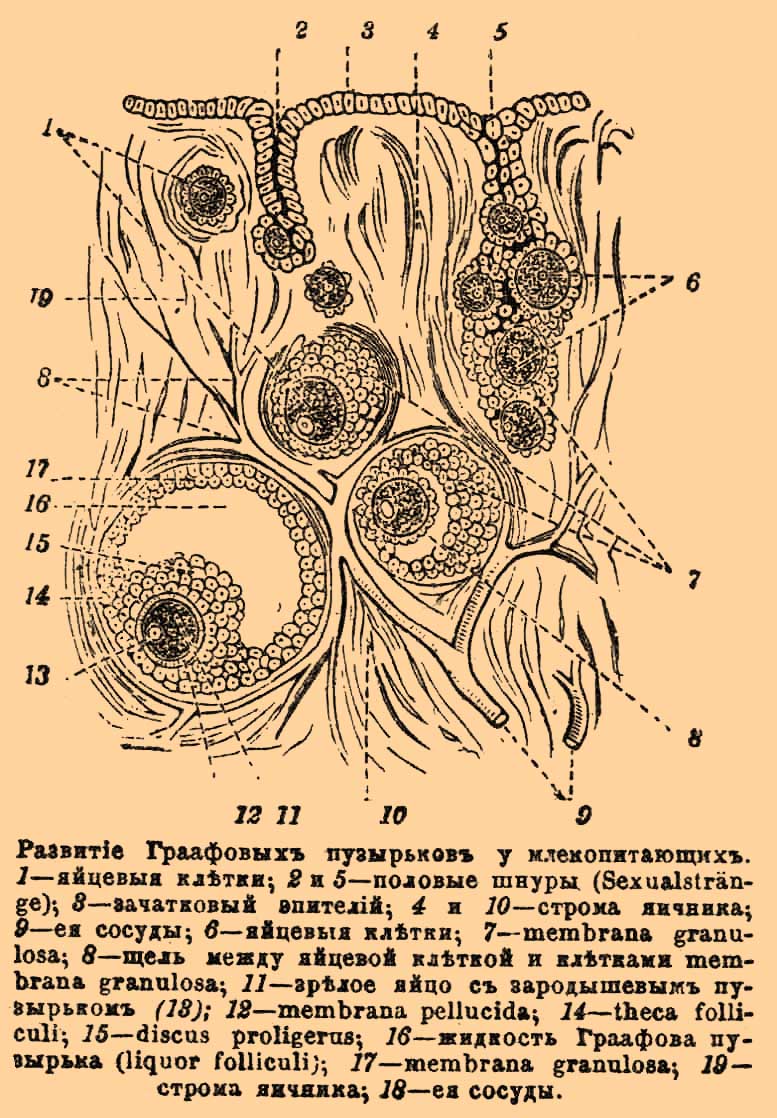 2 3 4 5
1
19
6
8
17
16
15
14
7
13
8
12 11 10 9
Развитіе Граафовыхъ пузырьковъ у млекопитающихъ.
1—яйцевыя клѣтки; 2 и 5—половые шнуры (Sexualsträn-
ge); 3—зачатковый эпителій; 4 и 10—строма яичника;
9—ея сосуды; 6—яйцевыя клѣтки; 7—membrana granu-
losa; 8—щель между яйцевой клѣткой и клѣтками mem-
brana granulosa; 11—зрѣлое яйцо съ зародышевымъ пу-
зырькомъ (13); 12—membrana pellucida; 14—theca folli-
culi; 15—discus proligerus; 16—жидкость Граафова пу-
зырька (liquor folliculi); 17—membrana granulosa; 19—
строма яичника; 18—ея сосуды.